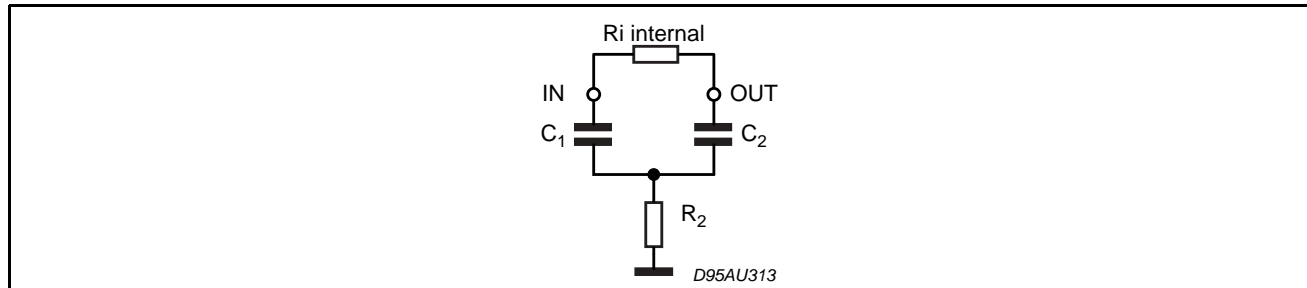 Ri internal
IN OUT
C1 C2
R2
D95AU313